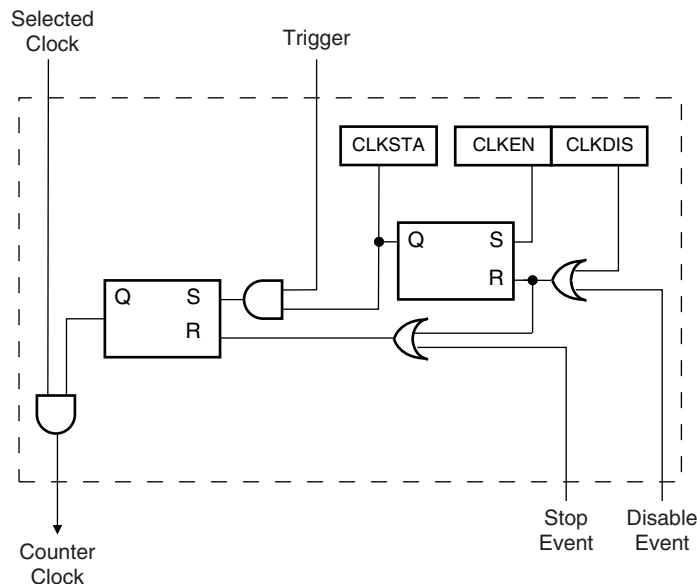 Selected
Clock
Trigger
CLKSTA
CLKEN
CLKDIS
Q
S
R
Q
S
R
Stop
Event
Disable
Event
Counter
Clock